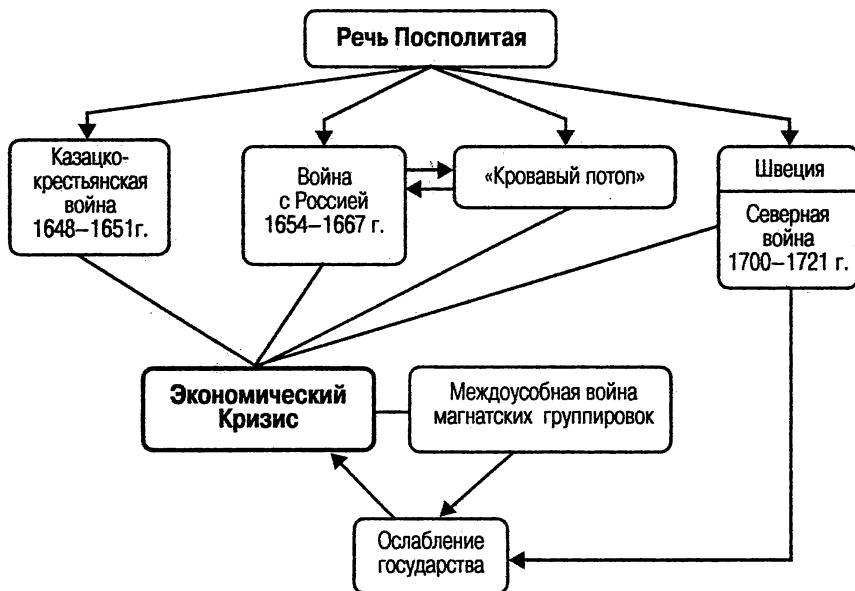 Речь Посполитая
Казацко-
крестьянская
война
1648–1651г.
Война
с Россией
1654–1667 г.
«Кровавый потоп»
Швеция
Северная
война
1700–1721 г.
Экономический
Кризис
Междоусобная война
магнатских группировок
Ослабление
государства